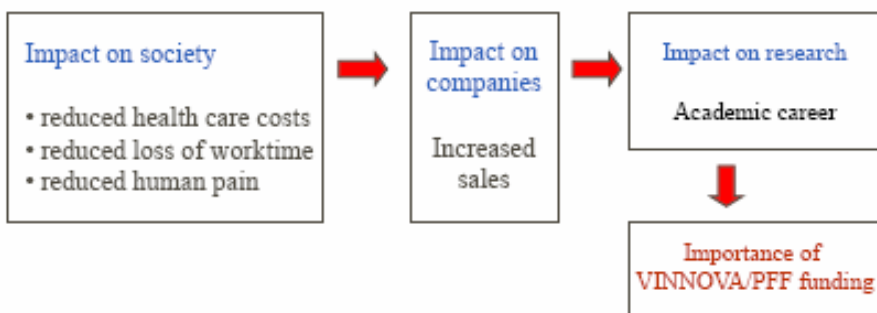 Impact on society
• reduced health care costs
• reduced loss of worktime
• reduced human pain
Impact on
companies
Increased
sales
Impact on research
Academic career
Importance of
VINNOVA/PFF funding